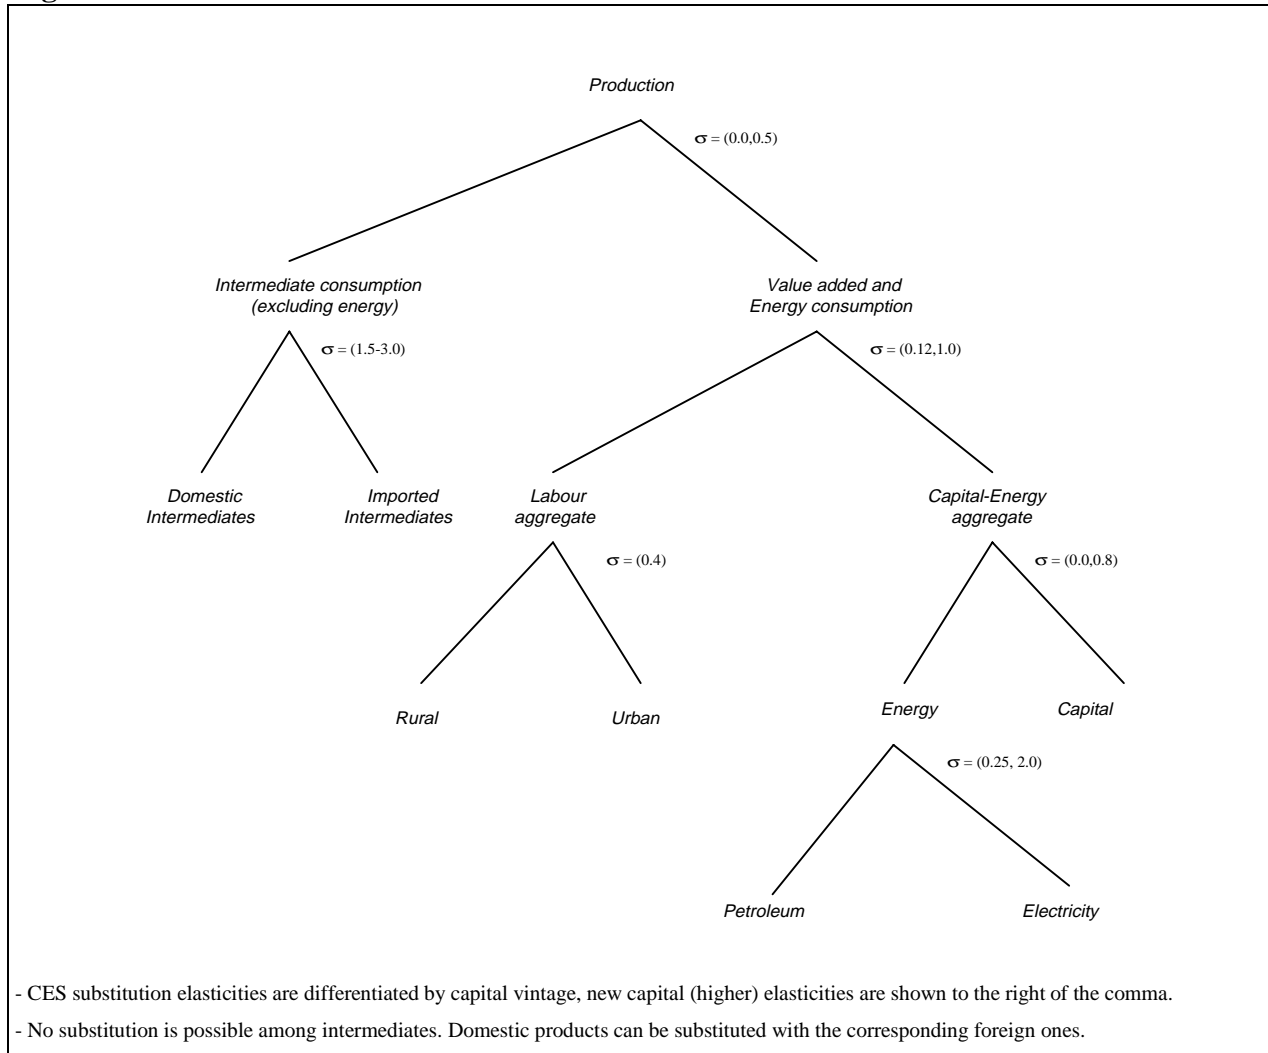 Production
σ = (0.0,0.5)
Intermediate consumption
(excluding energy)
Value added and
Energy consumption
σ = (1.5-3.0)
σ = (0.12,1.0)
Domestic
Intermediates
Imported
Intermediates
Labour
aggregate
Capital-Energy
aggregate
σ = (0.4)
σ = (0.0,0.8)
Rural
Urban
Energy
Capital
σ = (0.25, 2.0)
Petroleum
Electricity
- CES substitution elasticities are differentiated by capital vintage, new capital (higher) elasticities are shown to the right of the comma.
- No substitution is possible among intermediates. Domestic products can be substituted with the corresponding foreign ones.